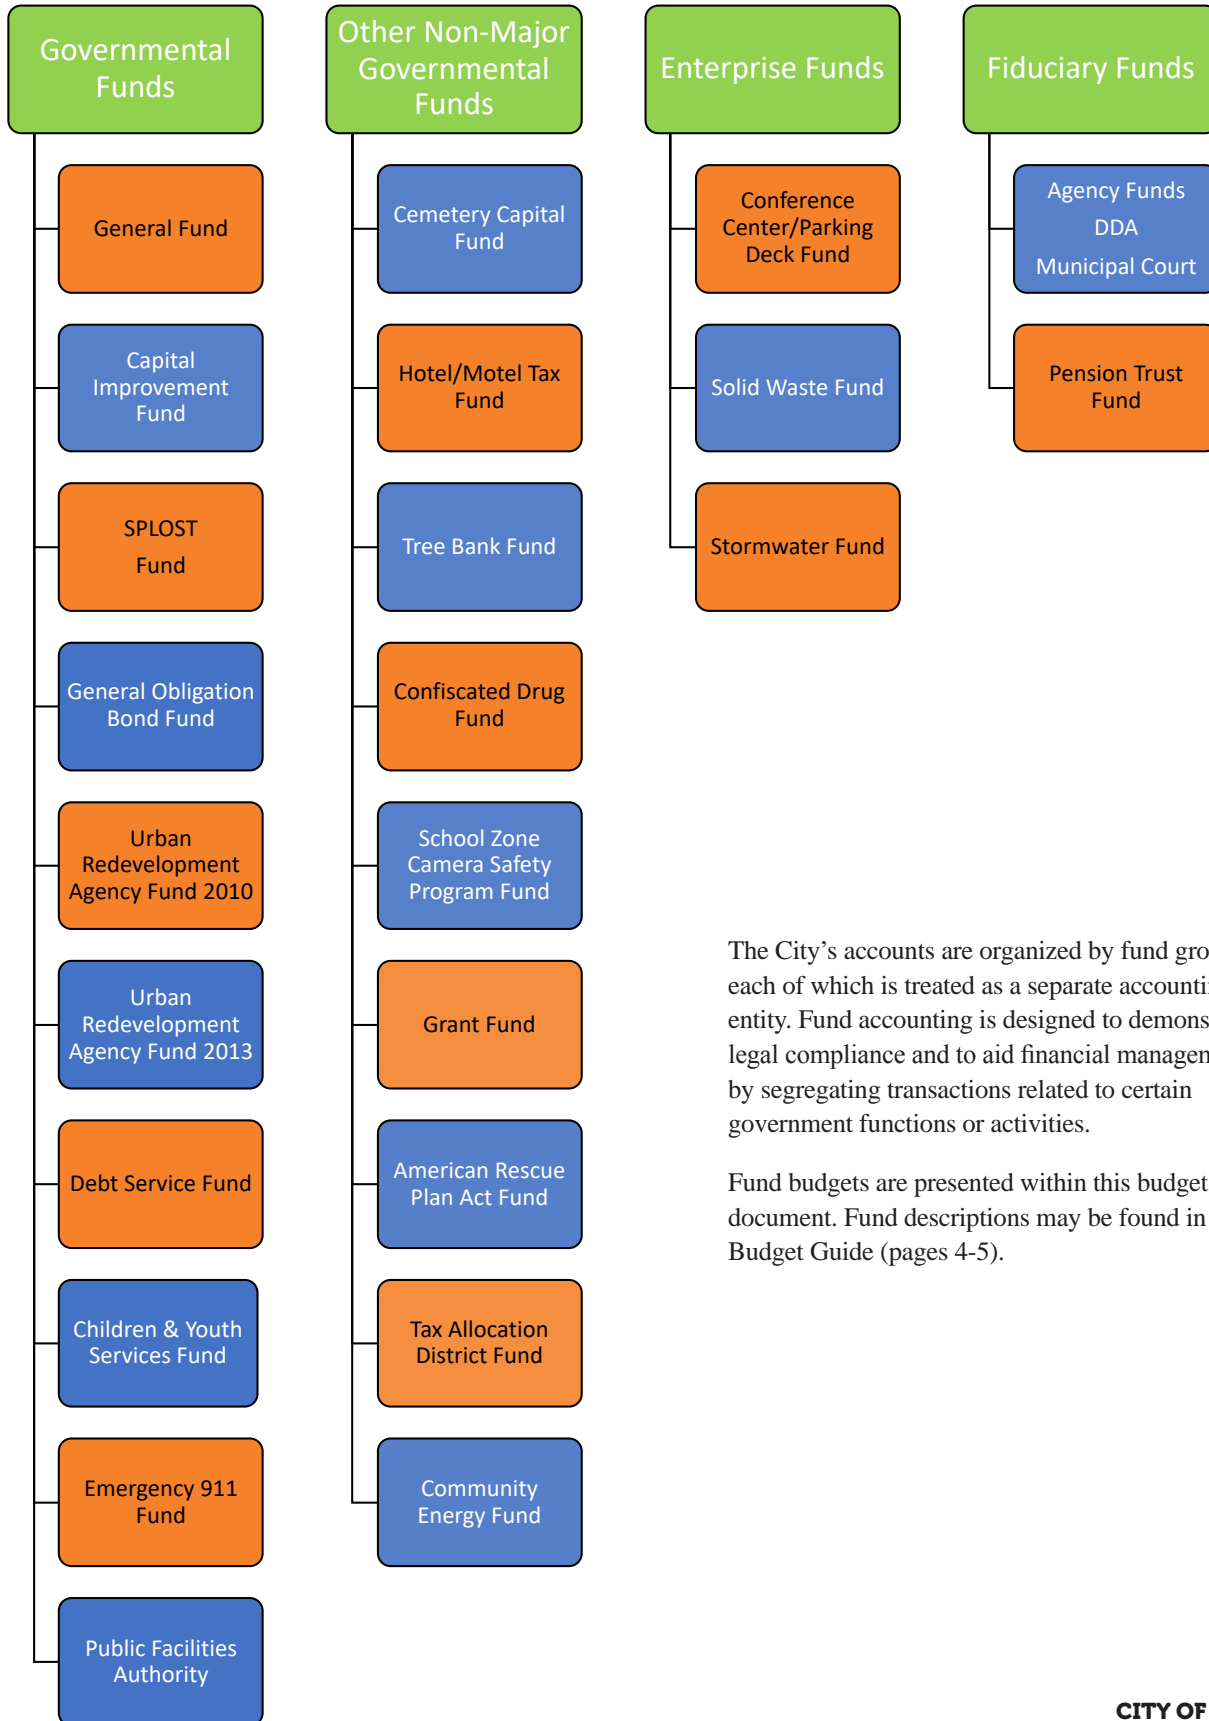 Governmental
Funds
General Fund
Capital
Improvement
Fund
SPLOST
Fund
General Obligation
Bond Fund
Urban
Redevelopment
Agency Fund 2010
Urban
Redevelopment
Agency Fund 2013
Debt Service Fund
Children & Youth
Services Fund
Emergency 911
Fund
Public Facilities
Authority
Other Non-Major
Governmental
Funds
Cemetery Capital
Fund
Hotel/Motel Tax
Fund
Tree Bank Fund
Confiscated Drug
Fund
School Zone
Camera Safety
Program Fund
Grant Fund
American Rescue
Plan Act Fund
Tax Allocation
District Fund
Community
Energy Fund
Enterprise Funds
Conference
Center/Parking
Deck Fund
Solid Waste Fund
Stormwater Fund
Fiduciary Funds
Agency Funds
DDA
Municipal Court
Pension Trust
Fund
The City’s accounts are organized by fund
each of which is treated as a separate
entity. Fund accounting is designed to
legal compliance and to aid financial
by segregating transactions related to certain
government functions or activities.
Fund budgets are presented within this budget
document. Fund descriptions may be found in
Budget Guide (pages 4-5).
CITY OF